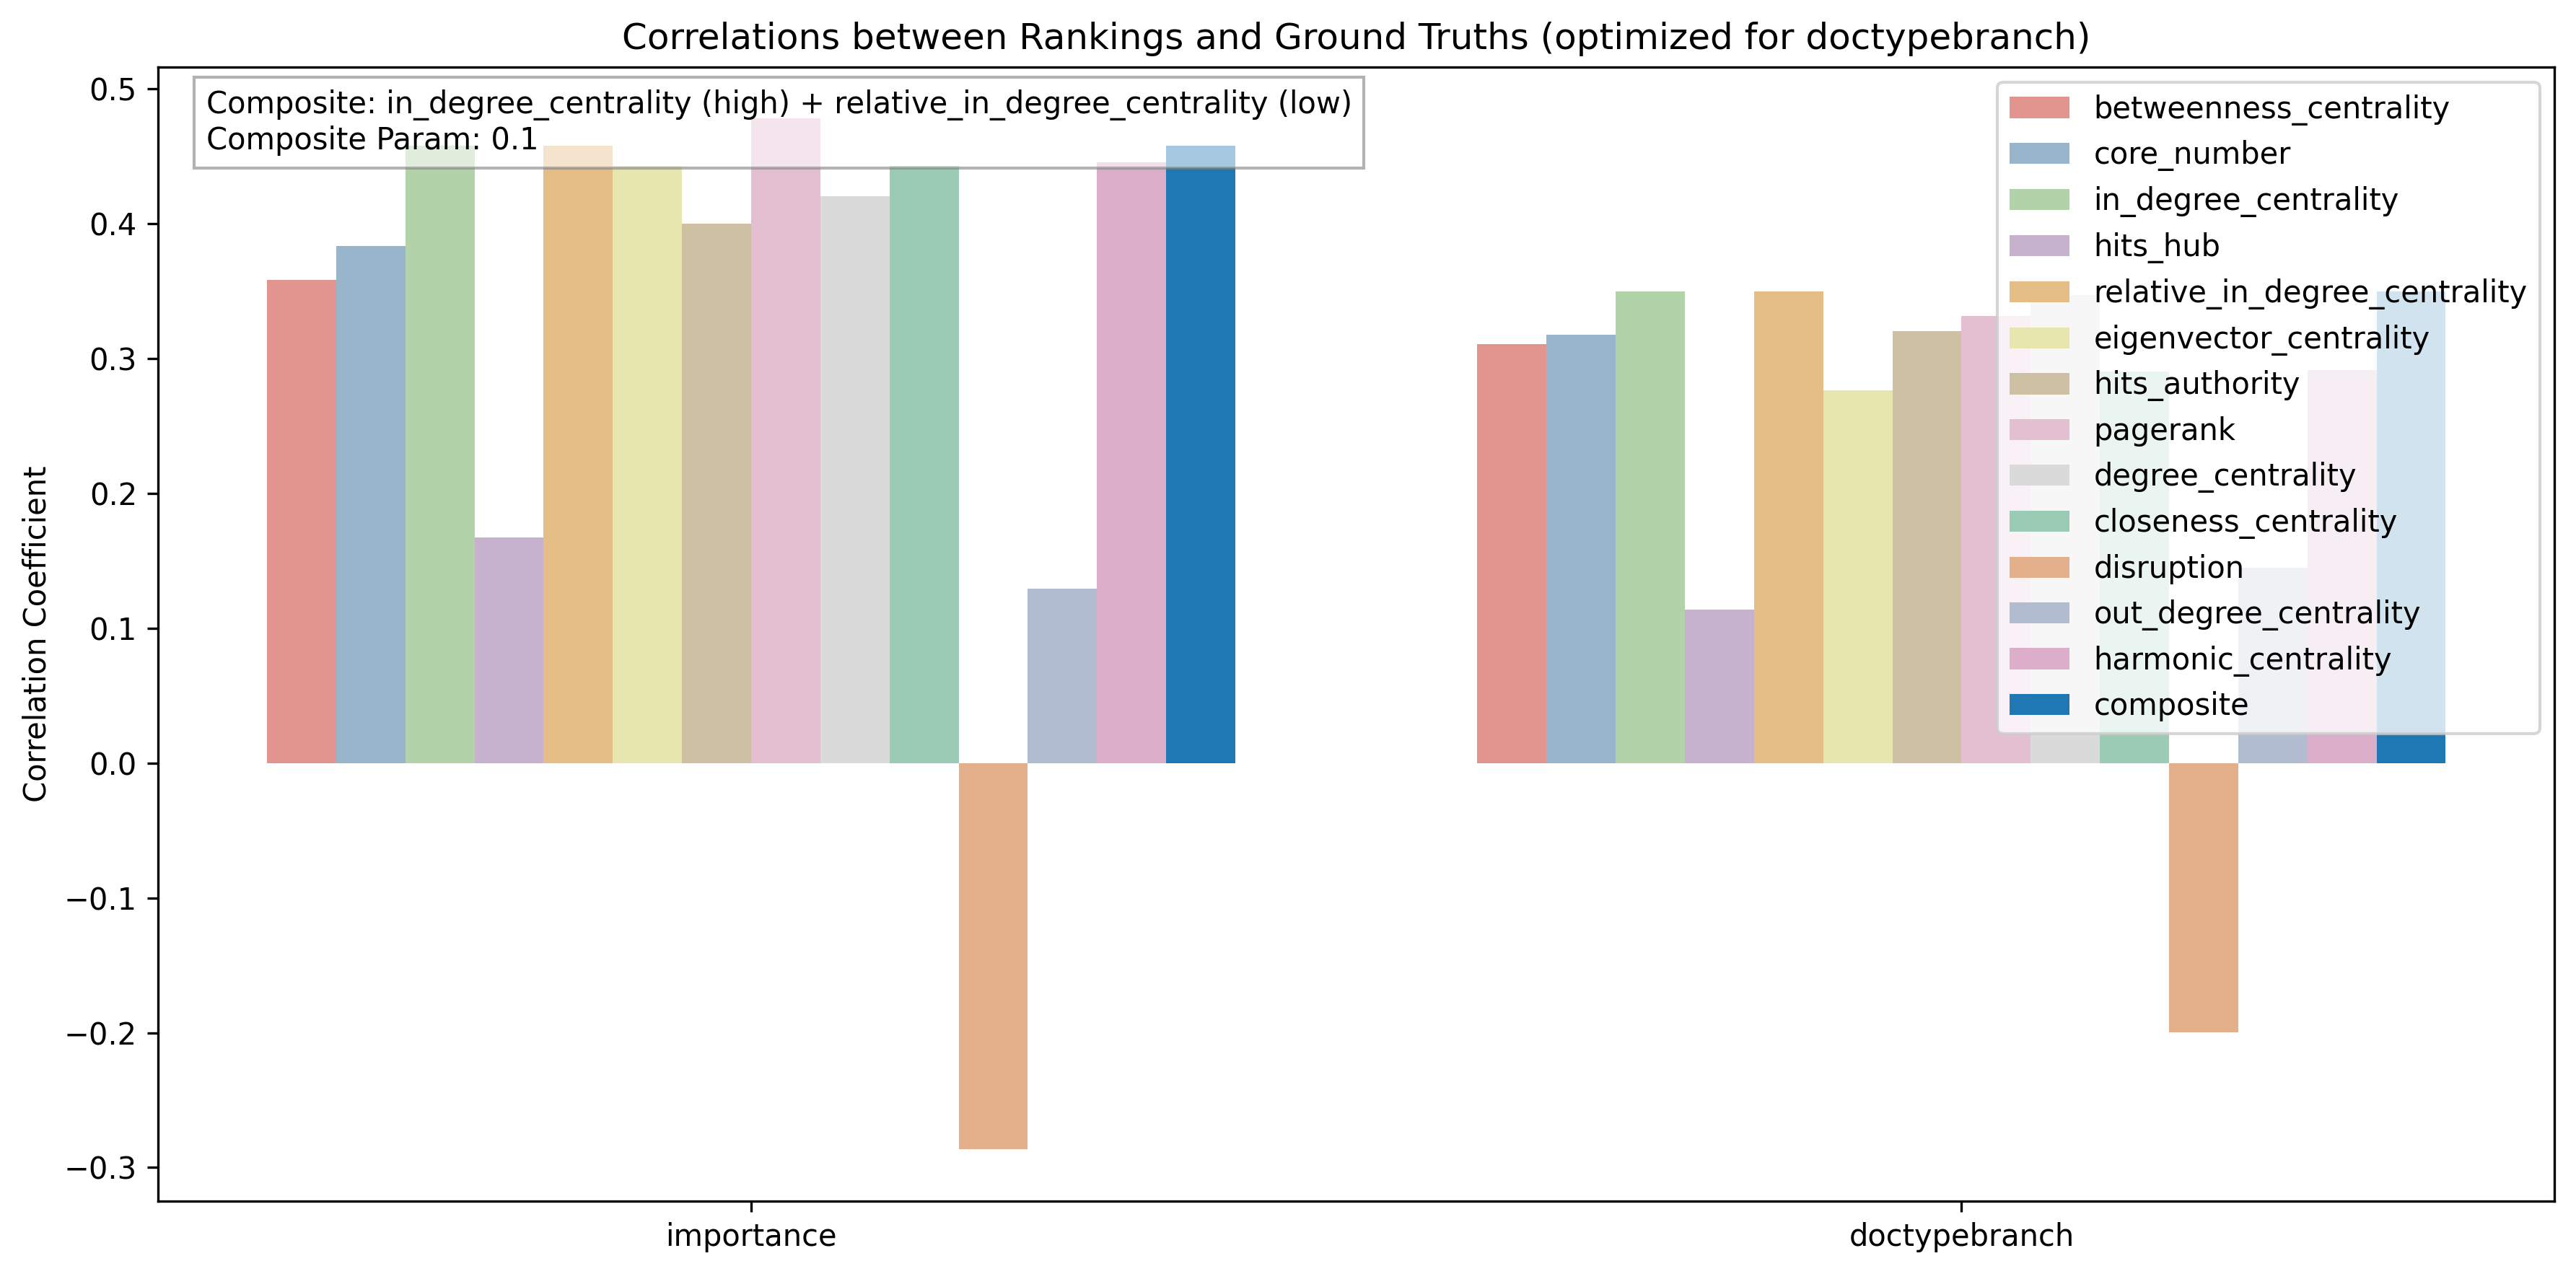 Correlations between Rankings and Ground Truths (optimized for doctypebranch)
Composite: in_degree_centrality (high) + relative_in_degree_centrality (low)
Composite Param: 0.1
betweenness_centrality
core_number
in_degree_centrality
hits_hub
relative_in_degree_centrality
eigenvector_centrality
hits_authority
pagerank
degree_centrality
closeness_centrality
disruption
out_degree_centrality
harmonic_centrality
composite
Correlation Coefficient
0.5
0.4
0.3
0.2
0.1
0.0
−0.1
−0.2
−0.3
importance
doctypebranch